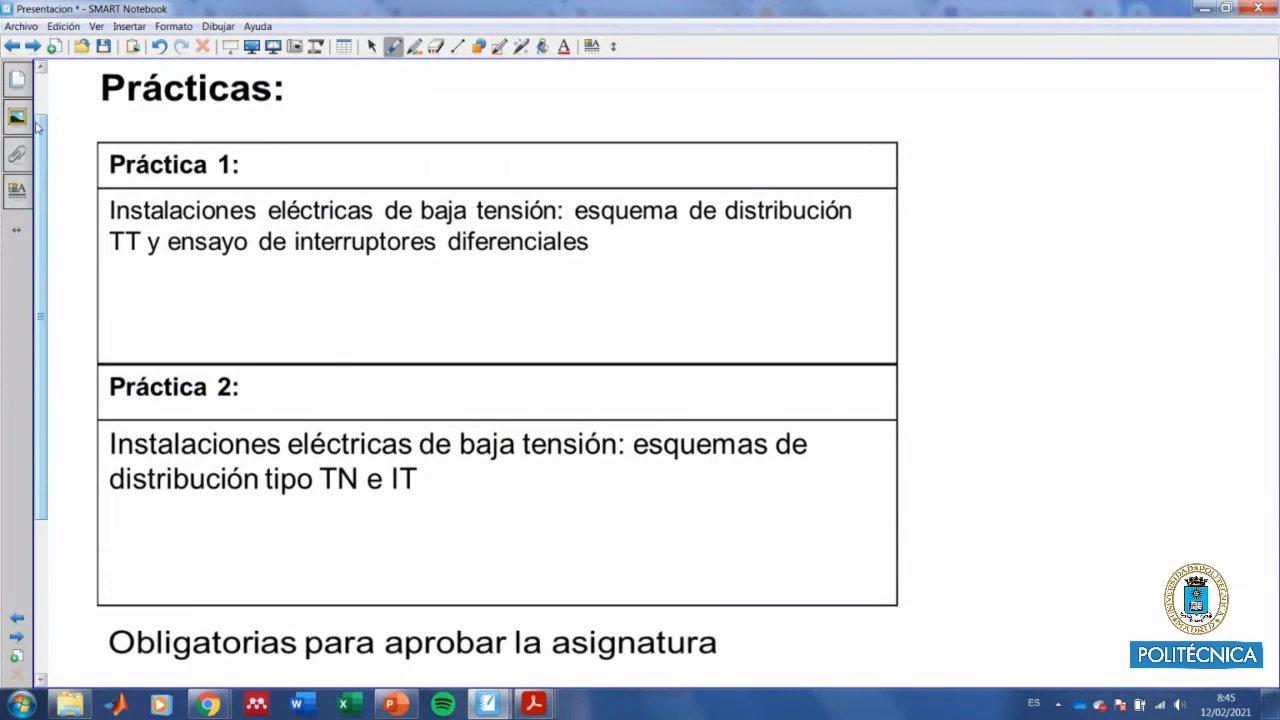 Presentacion * - SMART Notebook
Archivo Edición Ver Insertar Formato Dibujar Ayuda
Prácticas:
Práctica 1:
Instalaciones eléctricas de baja tensión: esquema de distribución
TT y ensayo de interruptores diferenciales
Práctica 2:
Instalaciones eléctricas de baja tensión: esquemas de
distribución tipo TN e IT
Obligatorias para aprobar la asignatura
POLITÉCNICA
ES
8:45
12/02/2021